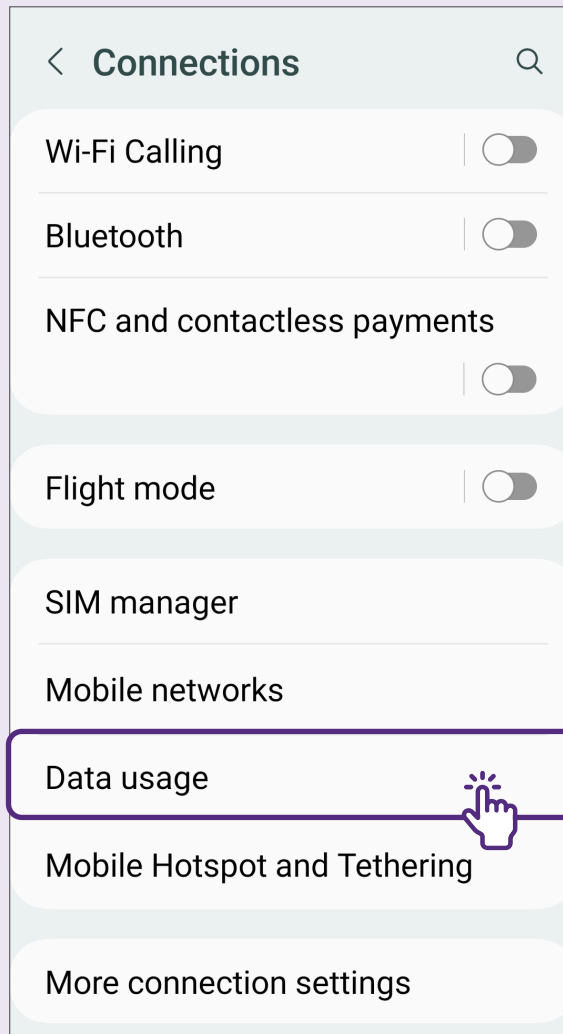 Connections
Wi-Fi Calling
Bluetooth
NFC and contactless payments
Flight mode
SIM manager
Mobile networks
Data usage
Mobile Hotspot and Tethering
More connection settings